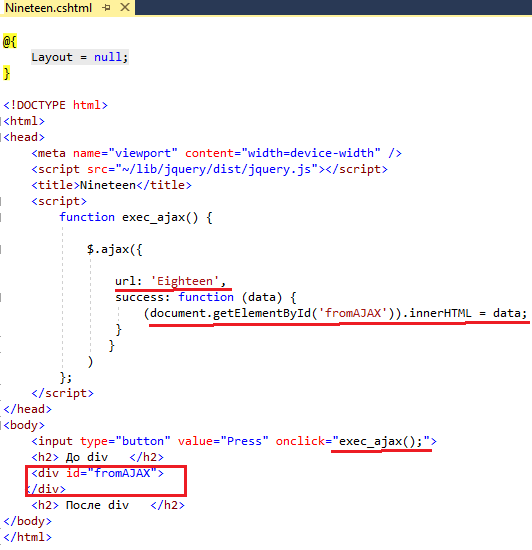 Nineteen.cshtml
@{
    Layout = null;
}
<!DOCTYPE html>
<html>
<head>
    <meta name="viewport" content="width=device-width" />
    <script src="~/lib/jquery/dist/jquery.js"></script>
    <title>Nineteen</title>
    <script>
        function exec_ajax() {
            $.ajax({
                url: 'Eighteen',
                success: function (data) {
                    (document.getElementById('fromAJAX')).innerHTML = data;
                }
               }
            )
        };
    </script>
</head>
<body>
    <input type="button" value="Press" onclick="exec_ajax();">
    <h2> До div   </h2>
    <div id="fromAJAX">
    </div>
    <h2> После div   </h2>
</body>
</html>